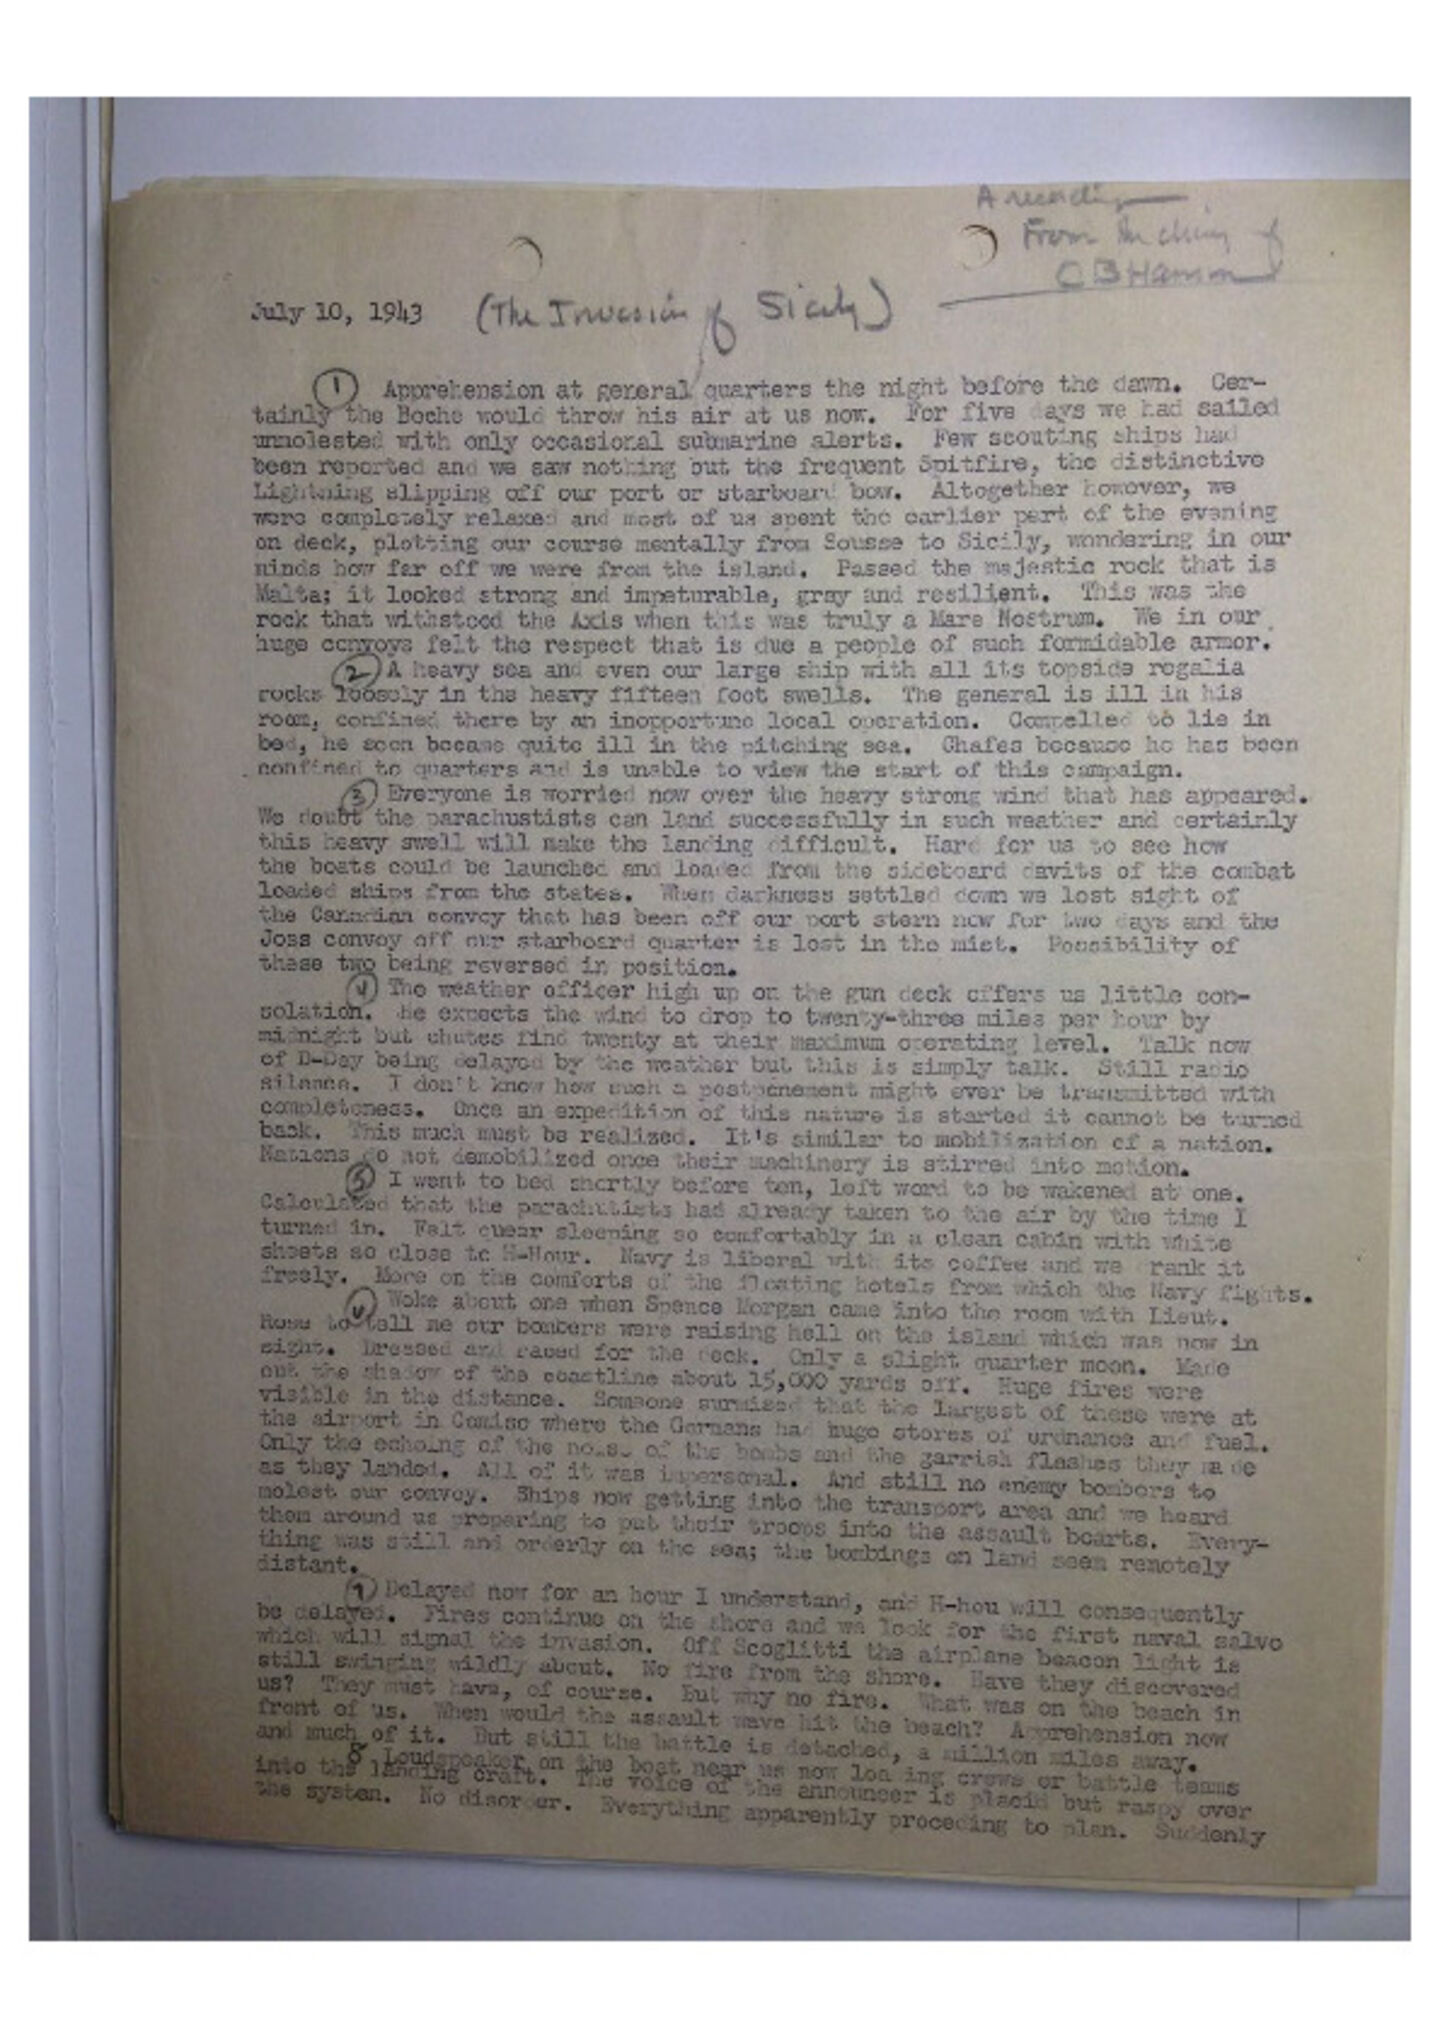 A recording
From the diary of
C B Hansen
July 10, 1943 (The Invasion of Sicily)
1 Apprehension at general quarters the night before the dawn. Cer-
tainly the Boche would throw his air at us now. For five days we had sailed
unmolested with only occasional submarine alerts. Few scouting ships had
been reported and we saw nothing but the frequent Spitfire, the distinctive
Lightning slipping off our port or starboard bow. Altogether however, we
were completely relaxed and most of us spent the earlier part of the evening
on deck, plotting our course mentally from Sousse to Sicily, wondering in our
minds how far off we were from the island. Passed the majestic rock that is
Malta; it looked strong and impeturable, gray and resilient. This was the
rock that withstood the Axis when this was truly a Mare Nostrum. We in our
huge convoys felt the respect that is due a people of such formidable armor.
2 A heavy sea and even our large ship with all its topside regalia
rocks loosely in the heavy fifteen foot swells. The general is ill in his
room, confined there by an inopportune local operation. Compelled to lie in
bed, he soon became quite ill in the pitching sea. Chafes because he has been
confined to quarters and is unable to view the start of this campaign.
3 Everyone is worried now over the heavy strong wind that has appeared.
We doubt the parachustists can land successfully in such weather and certainly
this heavy swell will make the landing difficult. Hard for us to see how
the boats could be launched and loaded from the sideboard davits of the combat
loaded ships from the states. When darkness settled down we lost sight of
the Canadian convoy that has been off our port stern now for two days and the
Joss convoy off our starboard quarter is lost in the mist. Possibility of
these two being reversed in position.
4 The weather officer high up on the gun deck offers us little con-
solation. He expects the wind to drop to twenty-three miles per hour by
midnight but chutes find twenty at their maximum operating level. Talk now
of D-Day being delayed by the weather but this is simply talk. Still radio
silence. I don't know how such a postponement might ever be transmitted with
completeness. Once an expedition of this nature is started it cannot be turned
back. This much must be realized. It's similar to mobilization of a nation.
Nations do not demobilized once their machinery is stirred into motion.
5 I went to bed shortly before ten, left word to be wakened at one.
Calculated that the parachutists had already taken to the air by the time I
turned in. Felt queer sleeping so comfortably in a clean cabin with white
sheets so close to H-Hour. Navy is liberal with its coffee and we drank it
freely. More on the comforts of the floating hotels from which the Navy fights.
6 Woke about one when Spence Morgan came into the room with Lieut.
Rose to tell me our bombers were raising hell on the island which was now in
sight. Dressed and raced for the deck. Only a slight quarter moon. Made
out the shadow of the coastline about 15,000 yards off. Huge fires were
visible in the distance. Someone surmised that the largest of these were at
the airport in Comiso where the Germans had huge stores of ordnance and fuel.
Only the echoing of the noise of the bombs and the garrish flashes they made
as they landed. All of it was impersonal. And still no enemy bombers to
molest our convoy. Ships now getting into the transport area and we heard
them around us preparing to put their troops into the assault boarts. Every-
thing was still and orderly on the sea; the bombings on land seem remotely
distant.
7 Delayed now for an hour I understand, and H-hou will consequently
be delayed. Fires continue on the shore and we look for the first naval salvo
which will signal the invasion. Off Scoglitti the airplane beacon light is
still swinging wildly about. No fire from the shore. Have they discovered
us? They must have, of course. But why no fire. What was on the beach in
front of us. When would the assault wave hit the beach? Apprehension now
and much of it. But still the battle is detached, a million miles away.
8 Loudspeaker on the boat near us now loading crews or battle teams
into the landing craft. The voice of the announcer is placid but raspy over
the system. No disorder. Everything apparently proceding to plan. Suddenly